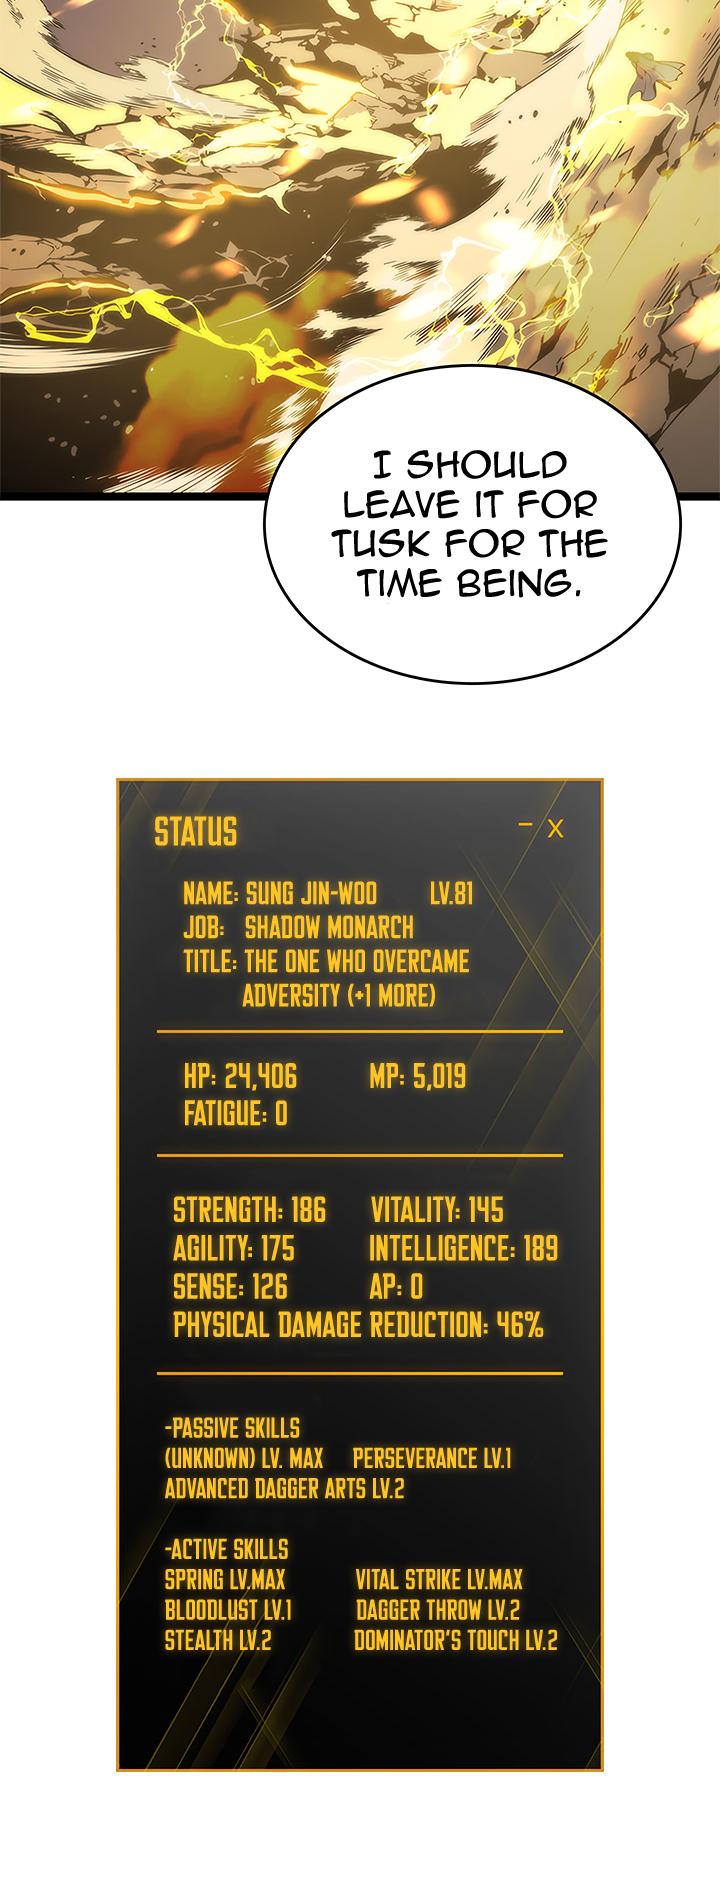 I SHOULD
LEAVE IT FOR
TUSK FOR THE
TIME BEING.
STATUS - X
NAME: SUNG JIN-WOO LV.81
JOB: SHADOW MONARCH
TITLE: THE ONE WHO OVERCAME
ADVERSITY (+1 MORE)
HP: 24,406 MP: 5,019
FATIGUE: 0
STRENGTH: 186 VITALITY: 145
AGILITY: 175 INTELLIGENCE: 189
SENSE: 126 AP: 0
PHYSICAL DAMAGE REDUCTION: 46%
-PASSIVE SKILLS
(UNKNOWN) LV. MAX PERSEVERANCE LV.1
ADVANCED DAGGER ARTS LV.2
-ACTIVE SKILLS
SPRING LV.MAX VITAL STRIKE LV.MAX
BLOODLUST LV.1 DAGGER THROW LV.2
STEALTH LV.2 DOMINATOR'S TOUCH LV.2